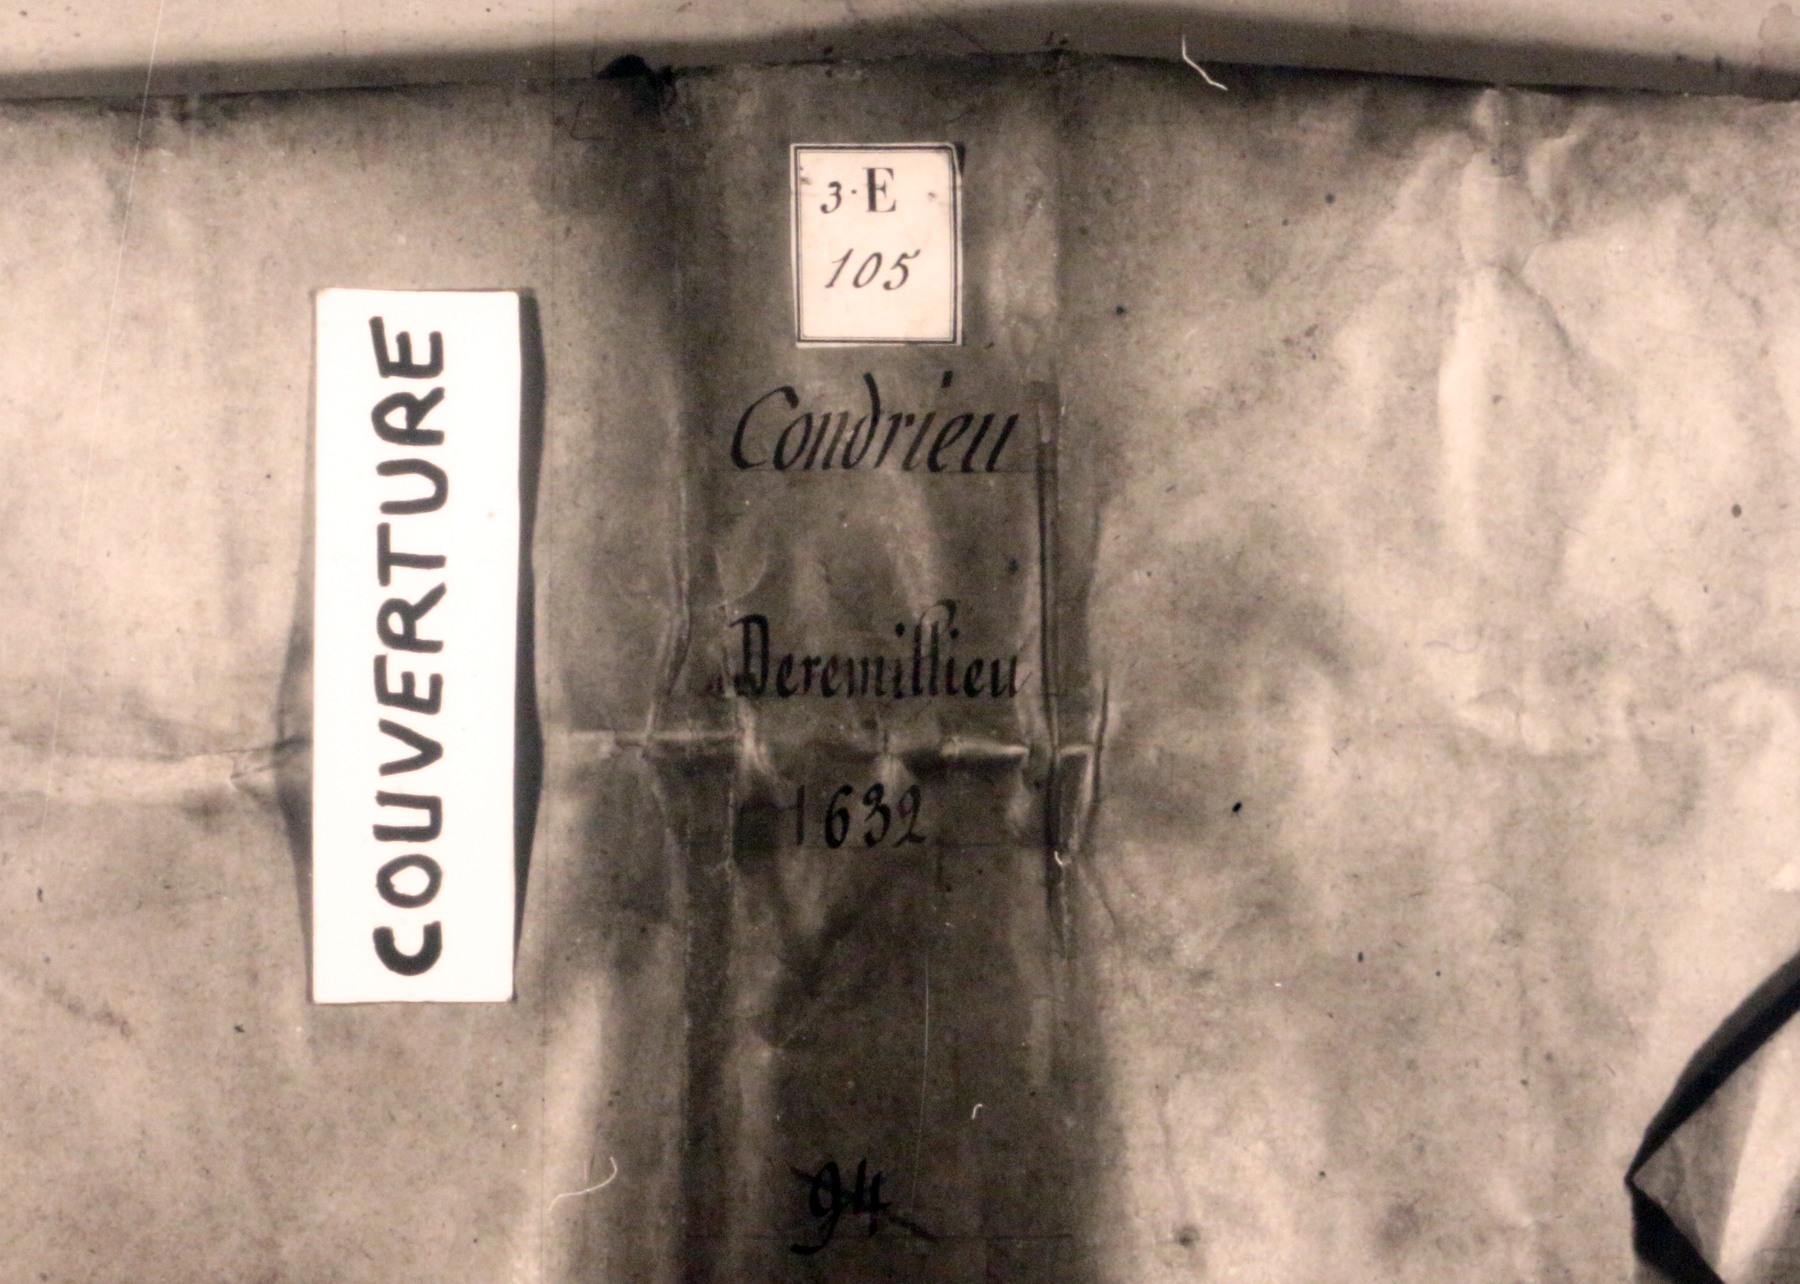 COUVERTURE
3·E
105
Condrieu
Deremillieu
1632
94